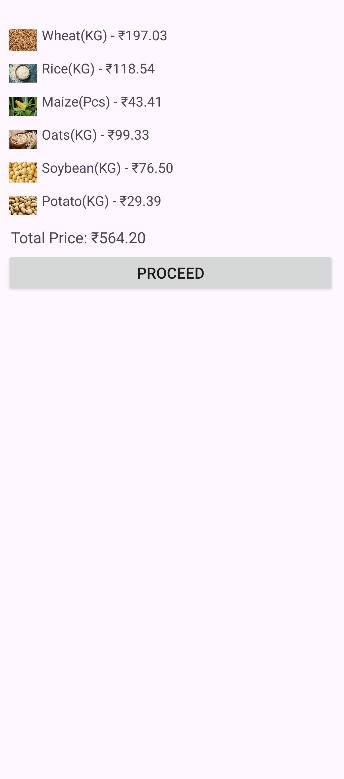 Wheat(KG) - ₹197.03
Rice(KG) - ₹118.54
Maize(Pcs) - ₹43.41
Oats(KG) - ₹99.33
Soybean(KG) - ₹76.50
Potato(KG) - ₹29.39
Total Price: ₹564.20
PROCEED